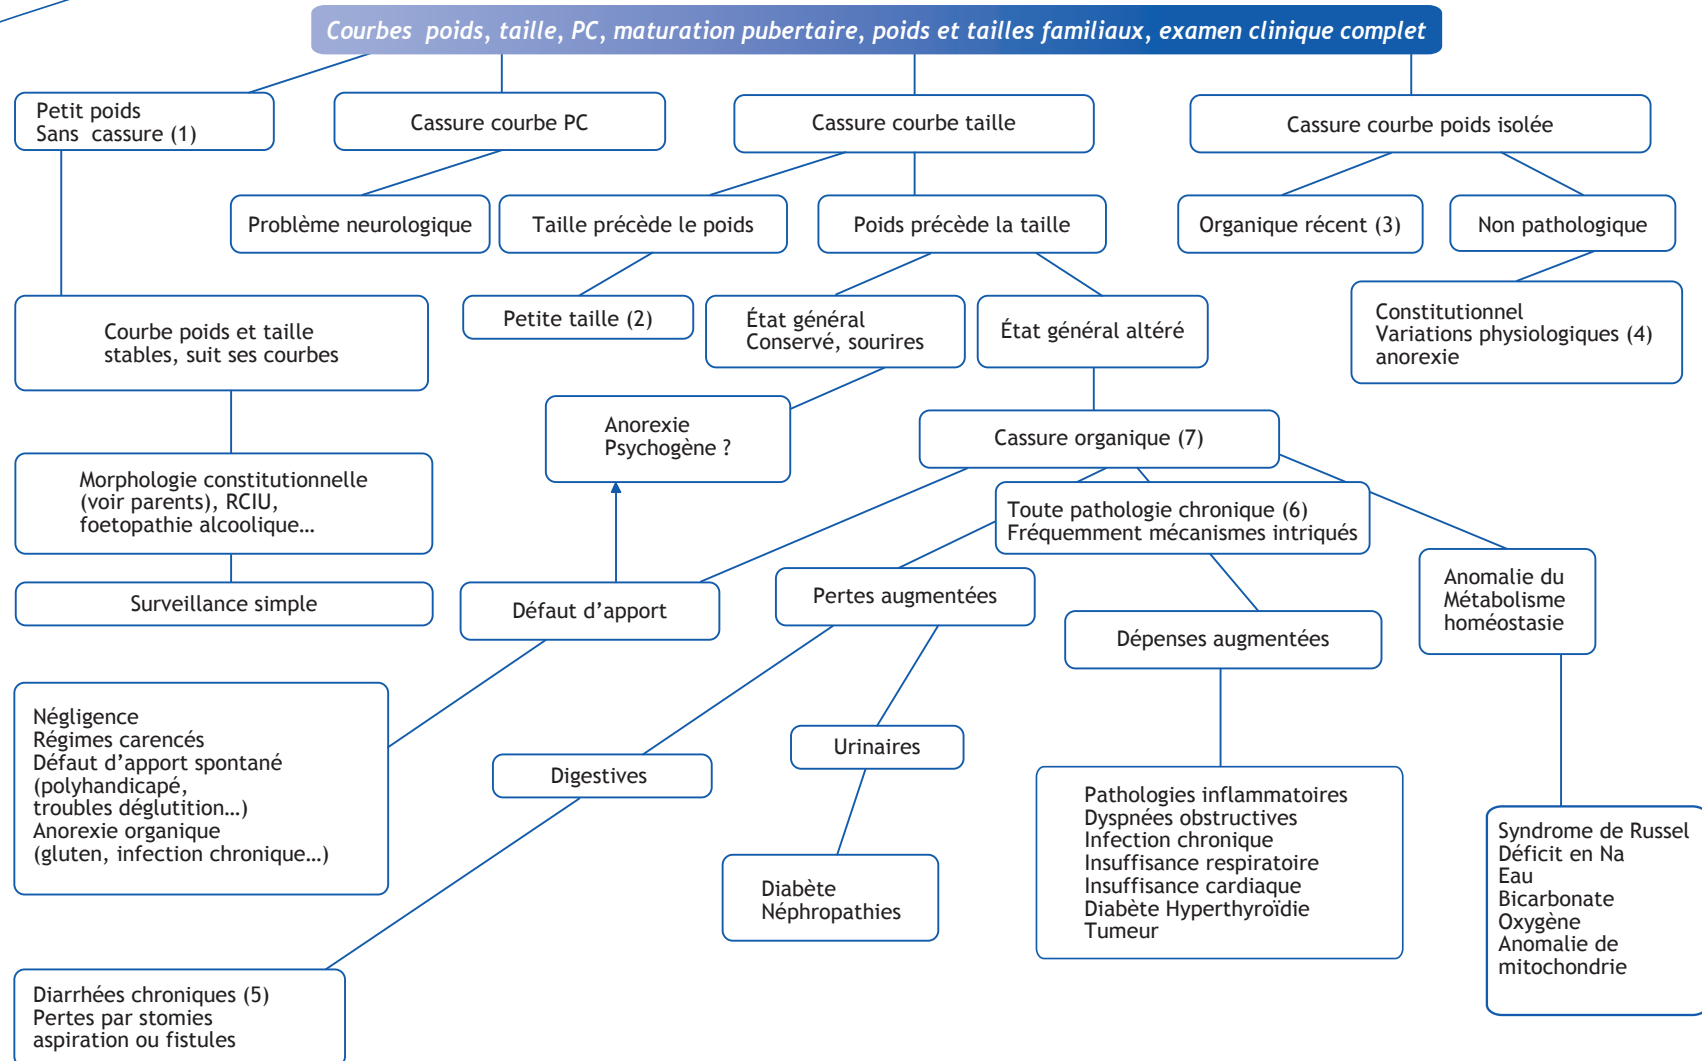 Courbes poids, taille, PC, maturation pubertaire, poids et tailles familiaux, examen clinique complet
Petit poids
Sans cassure (1)
Cassure courbe PC
Cassure courbe taille
Cassure courbe poids isolée
Problème neurologique
Taille précède le poids
Poids précède la taille
Organique récent (3)
Non pathologique
Courbe poids et taille
stables, suit ses courbes
Petite taille (2)
État général
Conservé, sourires
État général altéré
Constitutionnel
Variations physiologiques (4)
anorexie
Anorexie
Psychogène ?
Cassure organique (7)
Morphologie constitutionnelle
(voir parents), RCIU,
foetopathie alcoolique…
Toute pathologie chronique (6)
Fréquemment mécanismes intriqués
Surveillance simple
Défaut d'apport
Pertes augmentées
Dépenses augmentées
Anomalie du
Métabolisme
homéostasie
Négligence
Régimes carencés
Défaut d'apport spontané
(polyhandicapé,
troubles déglutition…)
Anorexie organique
(gluten, infection chronique…)
Digestives
Urinaires
Diabète
Néphropathies
Pathologies inflammatoires
Dyspnées obstructives
Infection chronique
Insuffisance respiratoire
Insuffisance cardiaque
Diabète Hyperthyroïdie
Tumeur
Syndrome de Russel
Déficit en Na
Eau
Bicarbonate
Oxygène
Anomalie de
mitochondrie
Diarrhées chroniques (5)
Pertes par stomies
aspiration ou fistules